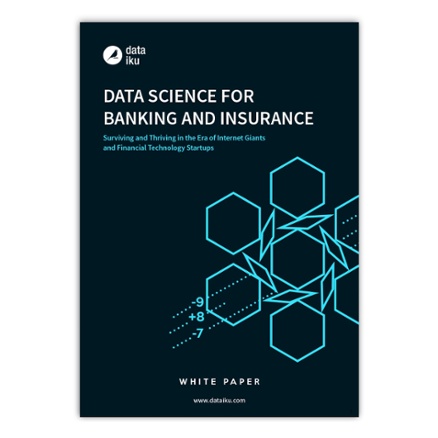 data
iku
DATA SCIENCE FOR
BANKING AND INSURANCE
Surviving and Thriving in the Era of Internet Giants
and Financial Technology Startups
-9
+8
-7
WHITE PAPER
www.dataiku.com